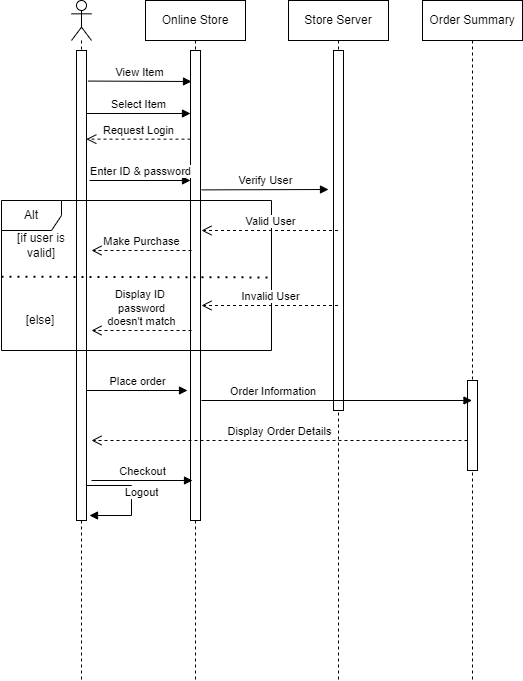 Online Store
Store Server
Order Summary
View Item
Select Item
Request Login
Enter ID & password
Verify User
Alt
[if user is
valid]
Valid User
Make Purchase
Invalid User
Display ID
password
doesn't match
[else]
Place order
Order Information
Display Order Details
Checkout
Logout